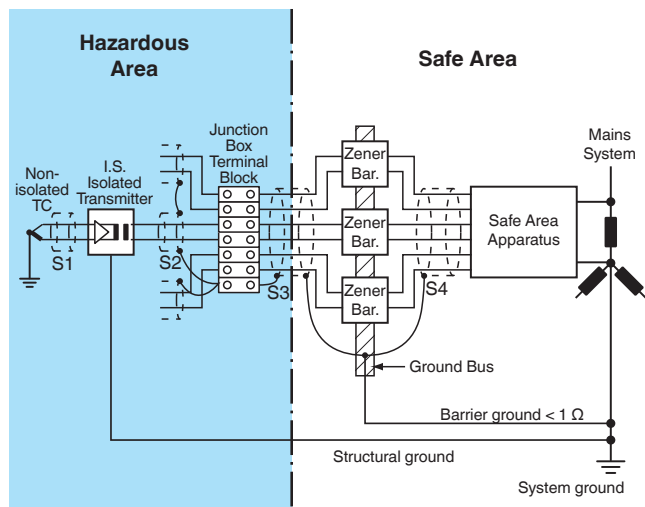 Hazardous
Area
Safe Area
Junction
Box
Terminal
Block
Mains
System
Non-
isolated
TC
I.S.
Isolated
Transmitter
Zener
Bar.
Zener
Bar.
Zener
Bar.
Safe Area
Apparatus
S1
S2
S3
S4
Ground Bus
Barrier ground < 1 Ω
Structural ground
System ground